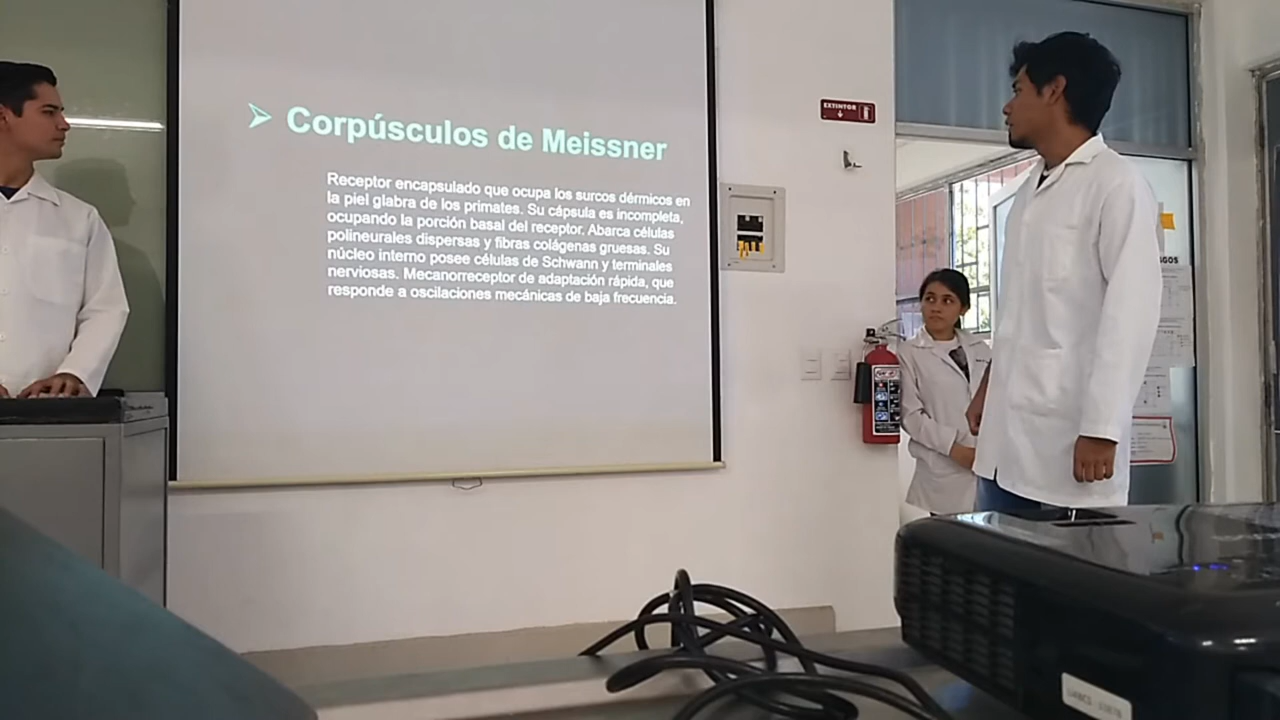 Corpúsculos de Meissner
Receptor encapsulado que ocupa los surcos dérmicos en
la piel glabra de los primates. Su cápsula es incompleta,
ocupando la porción basal del receptor. Abarca células
polineurales dispersas y fibras colágenas gruesas. Su
núcleo interno posee células de Schwann y terminales
nerviosas. Mecanorreceptor de adaptación rápida, que
responde a oscilaciones mecánicas de baja frecuencia.
EXTINTOR